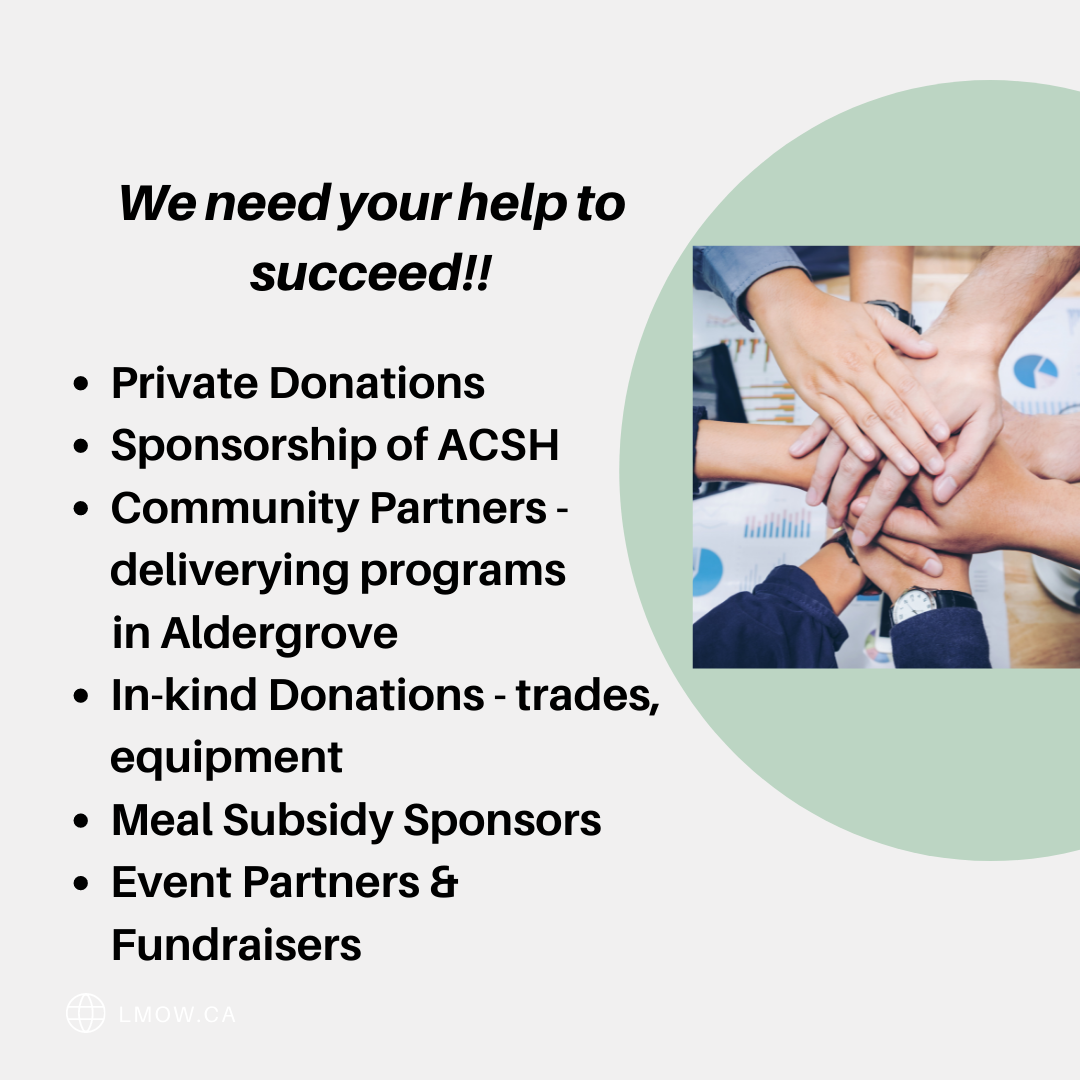 We need your help to
succeed!!
• Private Donations
• Sponsorship of ACSH
• Community Partners -
deliverying programs
in Aldergrove
• In-kind Donations - trades,
equipment
• Meal Subsidy Sponsors
• Event Partners &
Fundraisers
LMOW.CA